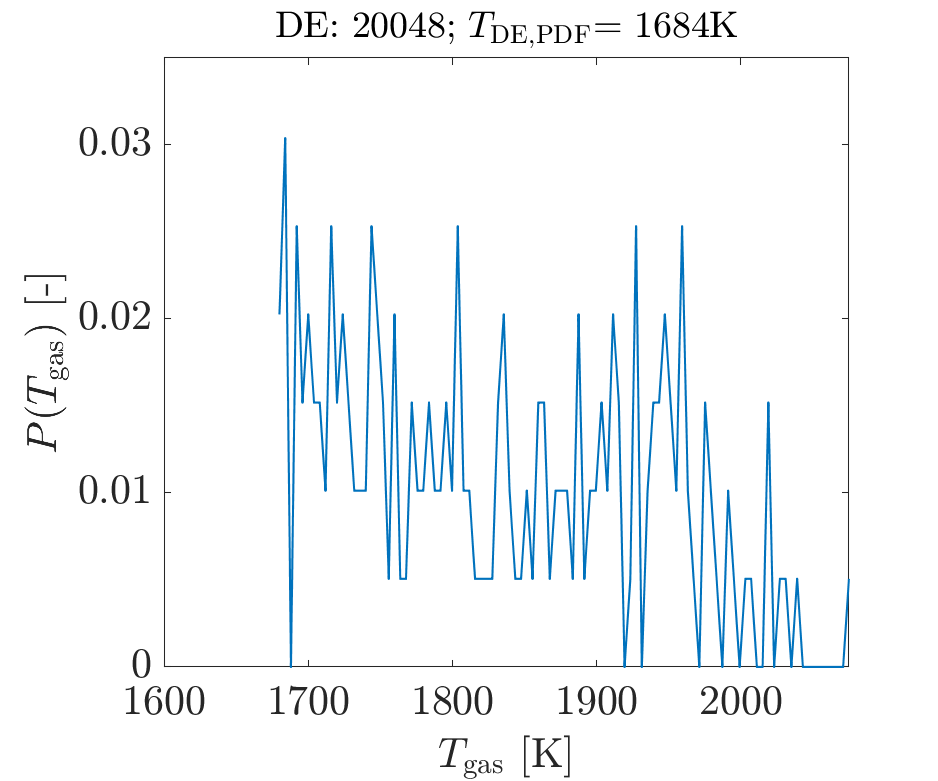 DE: 20048; T_DE,PDF= 1684K
0.03
0.02
0.01
0
1600 1700 1800 1900 2000
P(T_gas) [-]
T_gas [K]